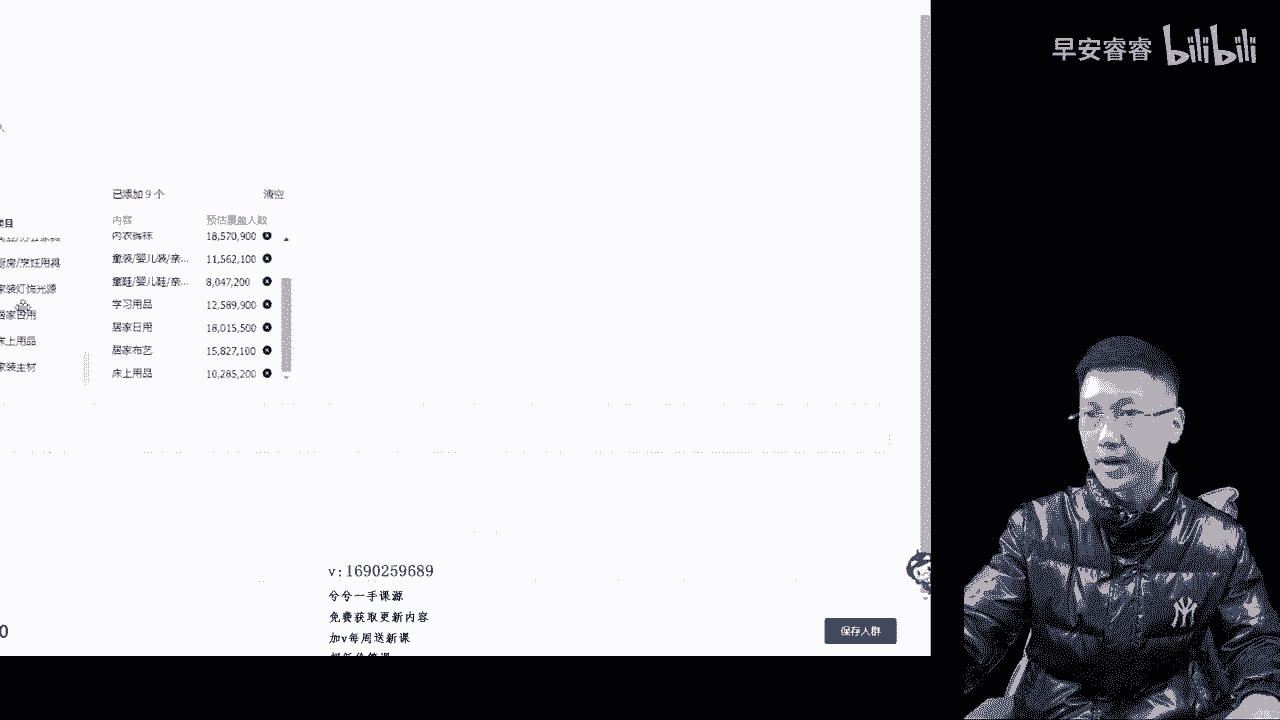 早安睿睿 bilibili
已添加 9 个 清空
内容 预估覆盖人数
内衣裤袜 18,570,900
童装/婴儿装/亲... 11,562,100
厨房/烹饪用具
童鞋/婴儿鞋/亲... 8,047,200
家装灯饰光源
学习用品 12,589,900
居家日用
居家日用 18,015,500
床上用品
居家布艺 15,827,100
家装主材
床上用品 10,285,200
v:1690259689
兮兮一手课源
免费获取更新内容
加v每周送新课
0
保存人群